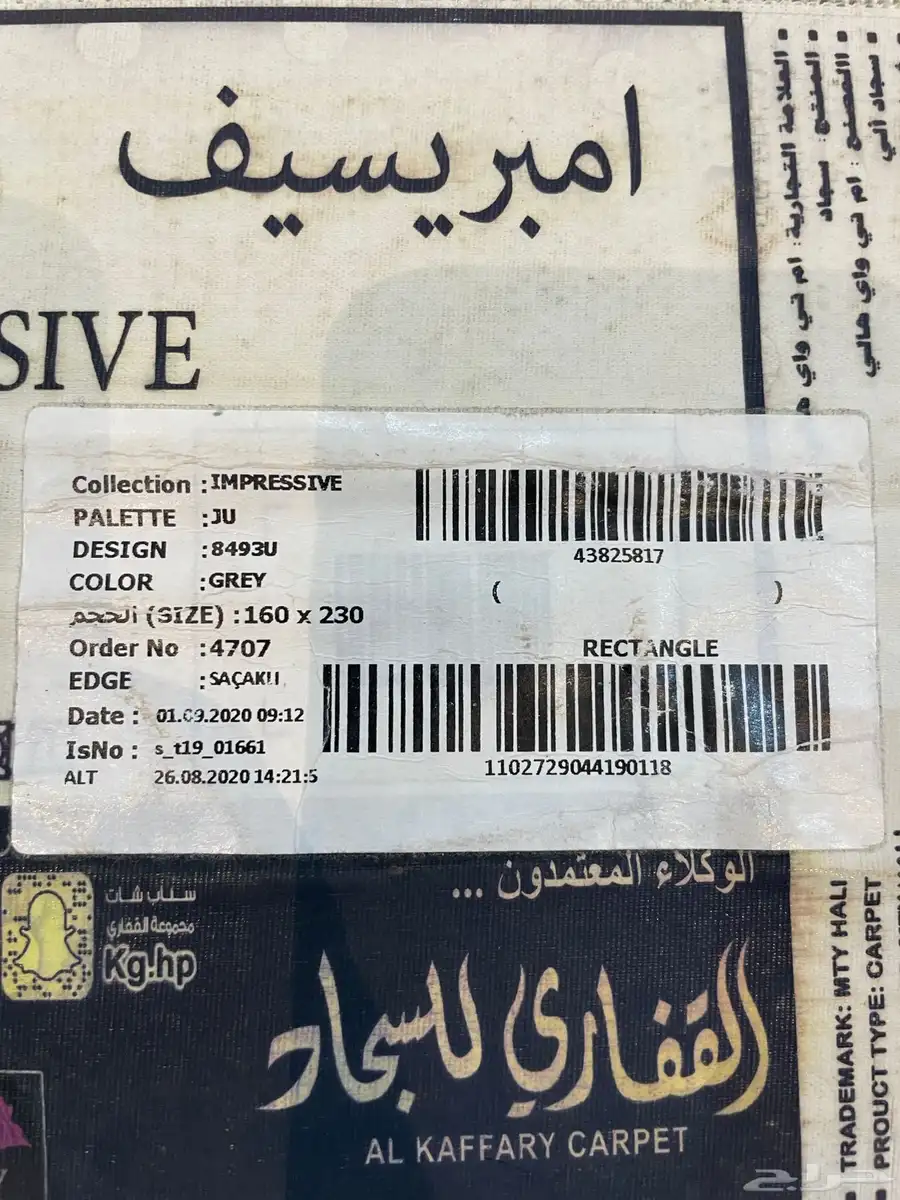 امبريسيف
SIVE
Collection : IMPRESSIVE
PALETTE : JU
DESIGN : 8493U
COLOR : GREY
الحجم (SIZE) : 160 x 230
Order No : 4707
EDGE : SAÇAKLI
Date : 01.09.2020 09:12
IsNo : s_t19_01661
ALT 26.08.2020 14:21:5
43825817
( )
RECTANGLE
1102729044190118
الوكلاء المعتمدون ...
سناب شات
مجموعة القفاري
Kg.hp
القفاري للسجاد
AL KAFFARY CARPET
• العلامة التجارية: ام تي واي
• المنتج: سجاد
• المصنع: ام تي واي هالي
• سجاد آلي
TRADEMARK: MTY HALI
PROUCT TYPE: CARPET
حراج